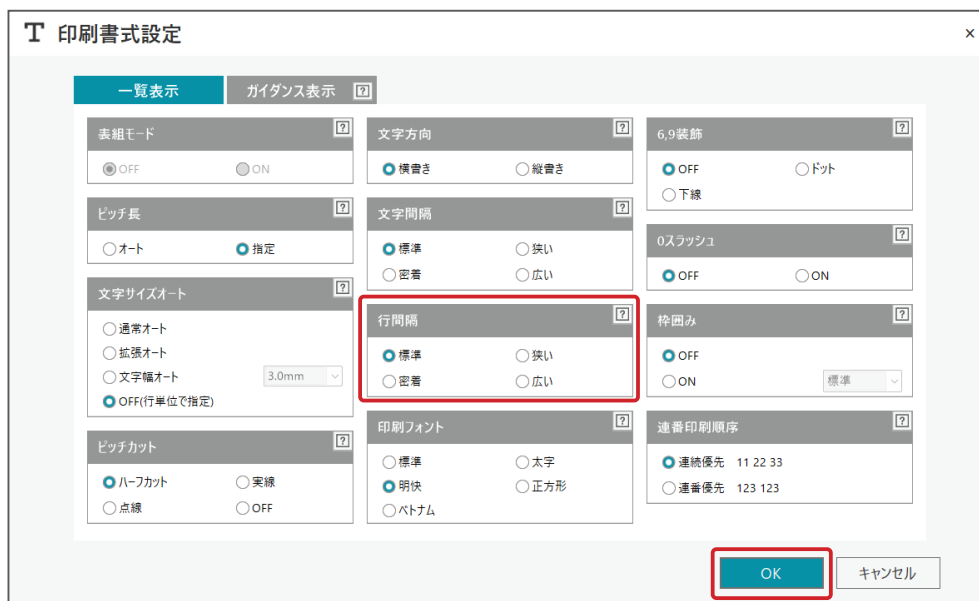 T 印刷書式設定 ×
一覧表示 ガイダンス表示 ?
表組モード ?
OFF ON
ピッチ長 ?
オート 指定
文字サイズオート ?
通常オート
拡張オート
文字幅オート 3.0mm
OFF(行単位で指定)
ピッチカット ?
ハーフカット 実線
点線 OFF
文字方向 ?
横書き 縦書き
文字間隔 ?
標準 狭い
密着 広い
行間隔 ?
標準 狭い
密着 広い
印刷フォント ?
標準 太字
明快 正方形
ベトナム
6,9装飾 ?
OFF ドット
下線
0スラッシュ ?
OFF ON
枠囲み ?
OFF
ON 標準
連番印刷順序 ?
連続優先 11 22 33
連番優先 123 123
OK キャンセル